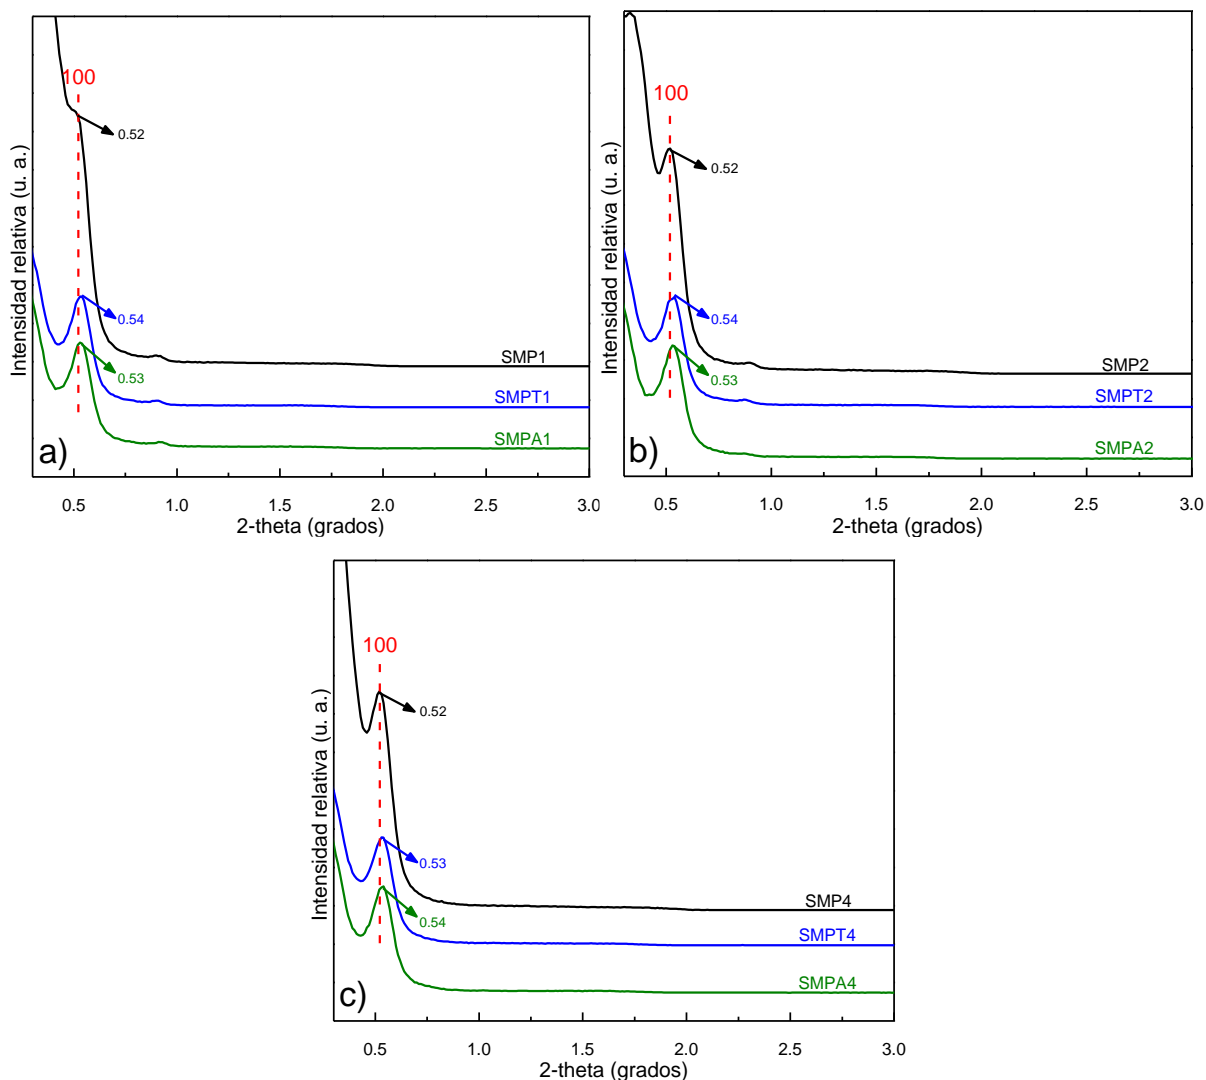 100
0.52
0.54
0.53
SMP1
SMPT1
SMPA1
a)
Intensidad relativa (u. a.)
0.5 1.0 1.5 2.0 2.5 3.0
2-theta (grados)
100
0.52
0.54
0.53
SMP2
SMPT2
SMPA2
b)
Intensidad relativa (u. a.)
0.5 1.0 1.5 2.0 2.5 3.0
2-theta (grados)
100
0.52
0.53
0.54
SMP4
SMPT4
SMPA4
c)
Intensidad relativa (u. a.)
0.5 1.0 1.5 2.0 2.5 3.0
2-theta (grados)